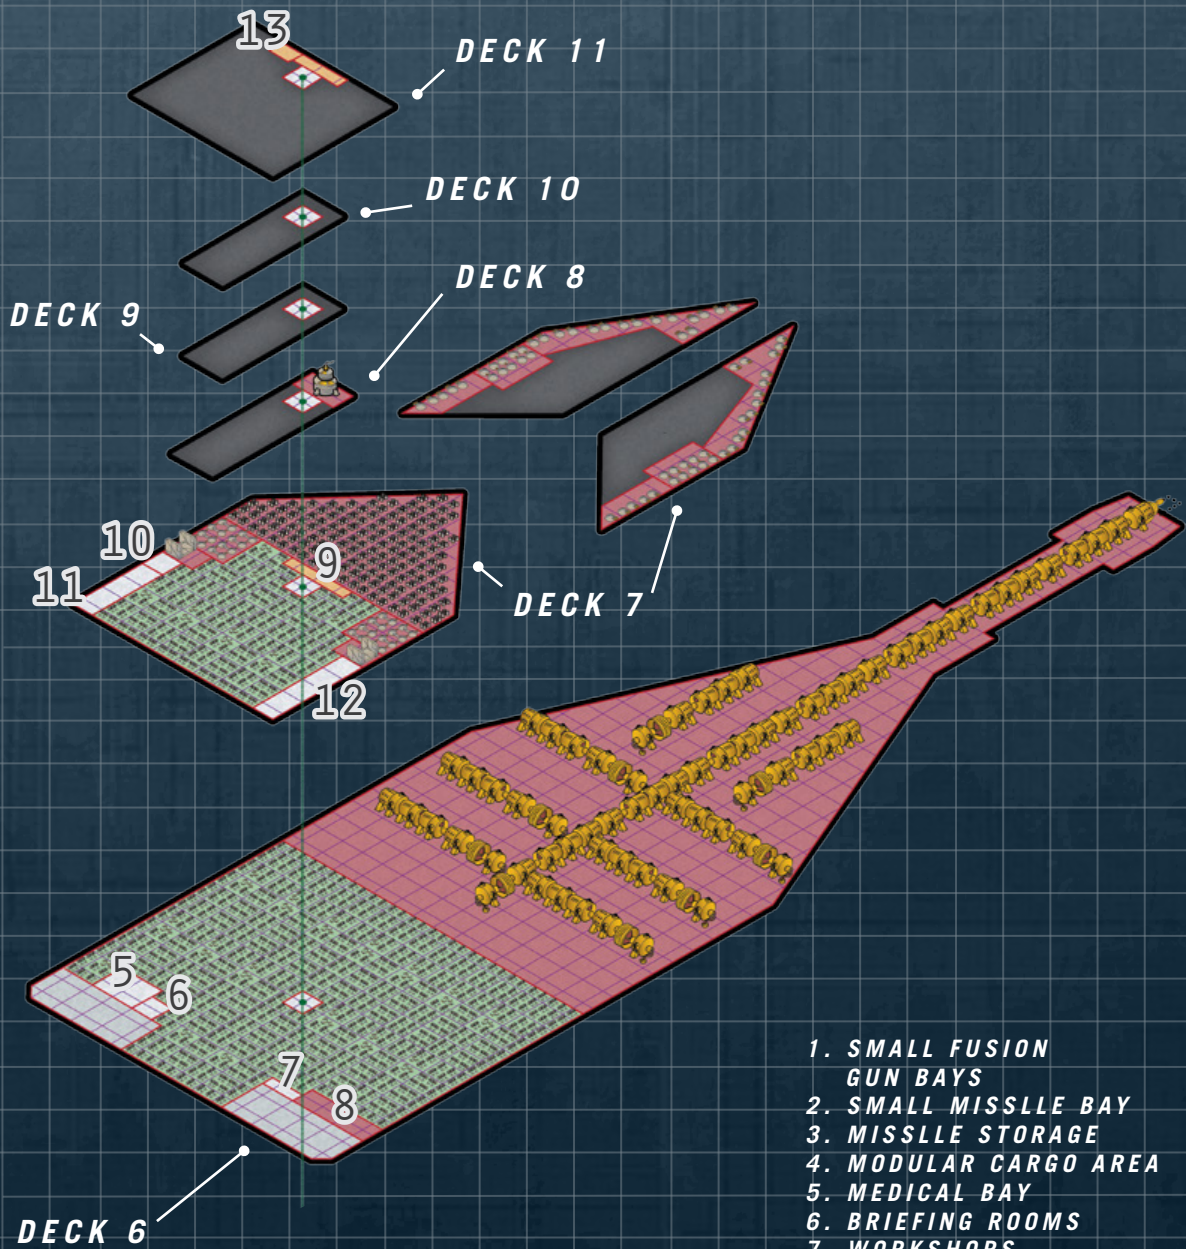 13
DECK 11
DECK 10
DECK 8
DECK 9
10
9
11
DECK 7
12
5
6
7
8
DECK 6
1. SMALL FUSION
GUN BAYS
2. SMALL MISSLLE BAY
3. MISSLLE STORAGE
4. MODULAR CARGO AREA
5. MEDICAL BAY
6. BRIEFING ROOMS
7. WORKSHOPS